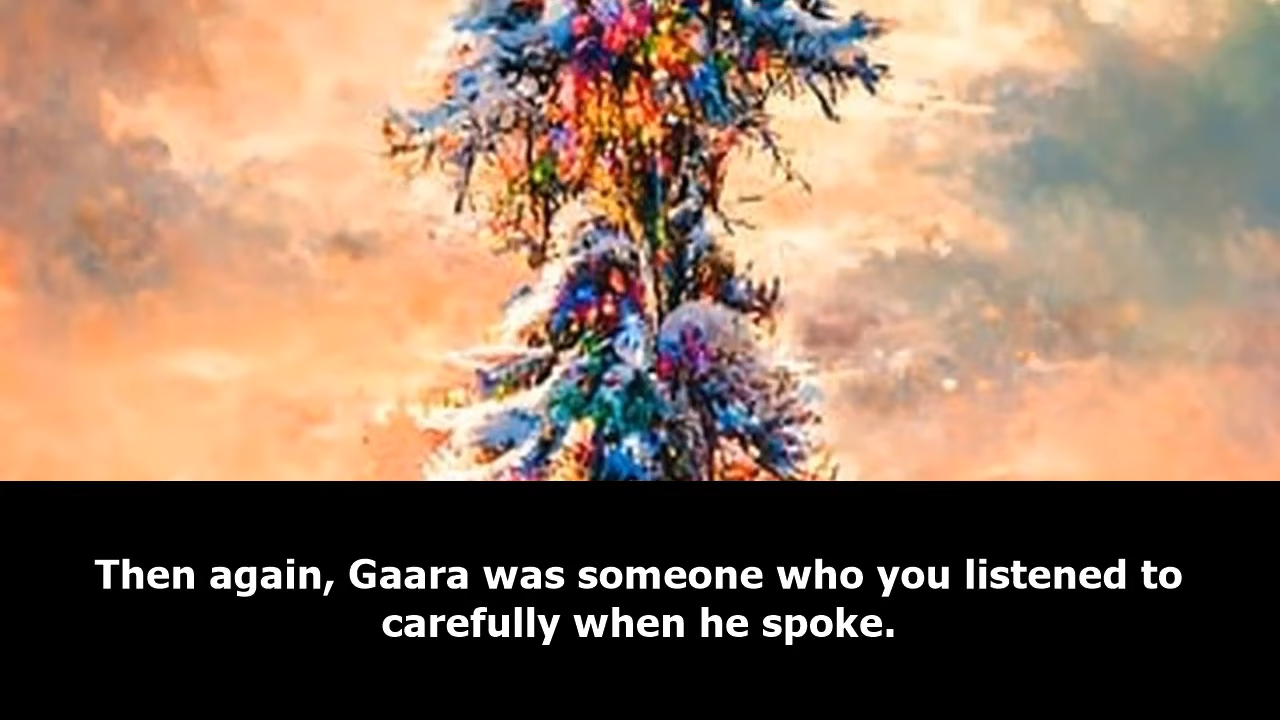 Then again, Gaara was someone who you listened to
carefully when he spoke.